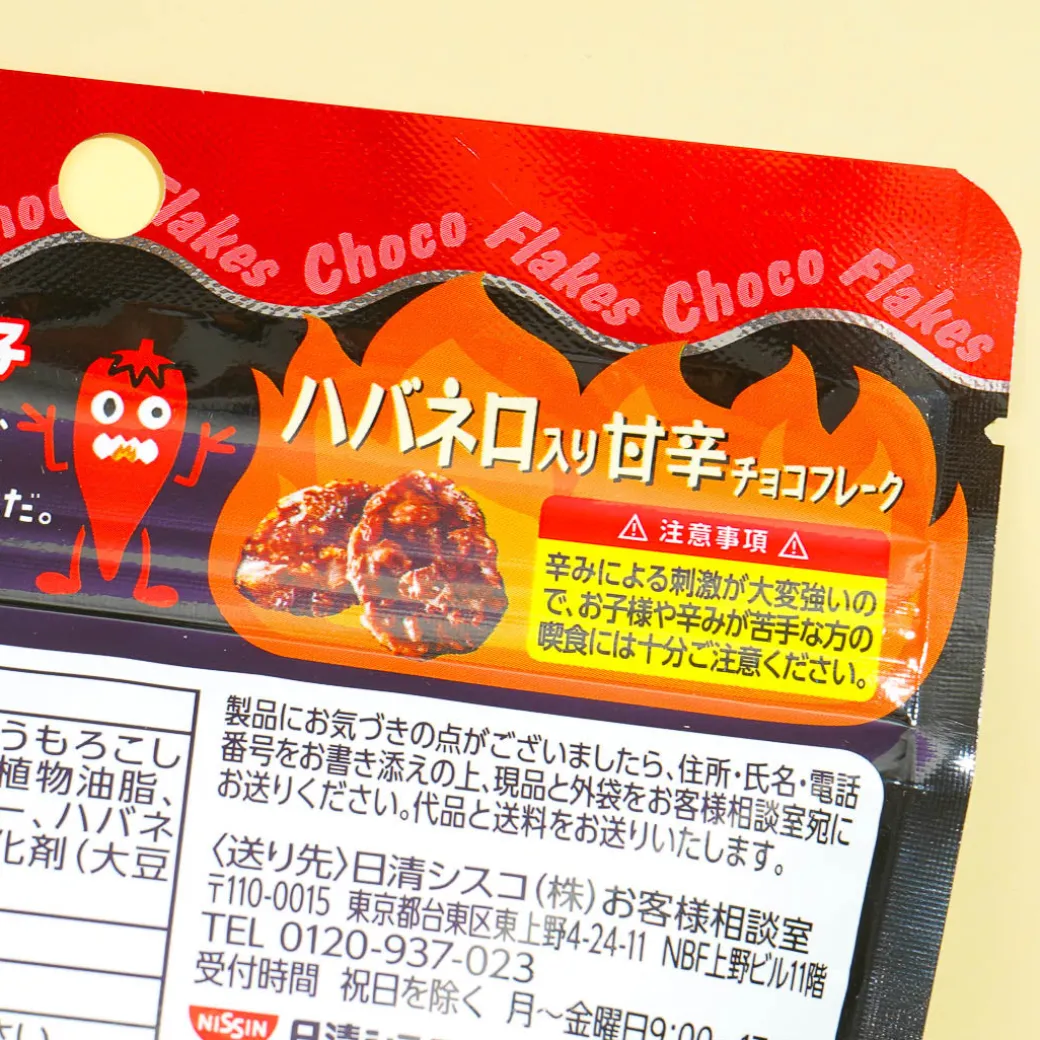 Choco Flakes Choco Flakes Choco Flakes
子
ハバネロ入り甘辛チョコフレーク
だ。
注意事項
辛みによる刺激が大変強いの
で、お子様や辛みが苦手な方の
喫食には十分ご注意ください。
うもろこし
植物油脂、
ー、ハバネ
化剤(大豆
製品にお気づきの点がございましたら、住所・氏名・電話
番号をお書き添えの上、現品と外袋をお客様相談室宛に
お送りください。代品と送料をお送りいたします。
〈送り先〉日清シスコ(株)お客様相談室
〒110-0015 東京都台東区東上野4-24-11 NBF上野ビル11階
TEL 0120-937-023
受付時間 祝日を除く 月~金曜日9:00
NISSIN 日清シス